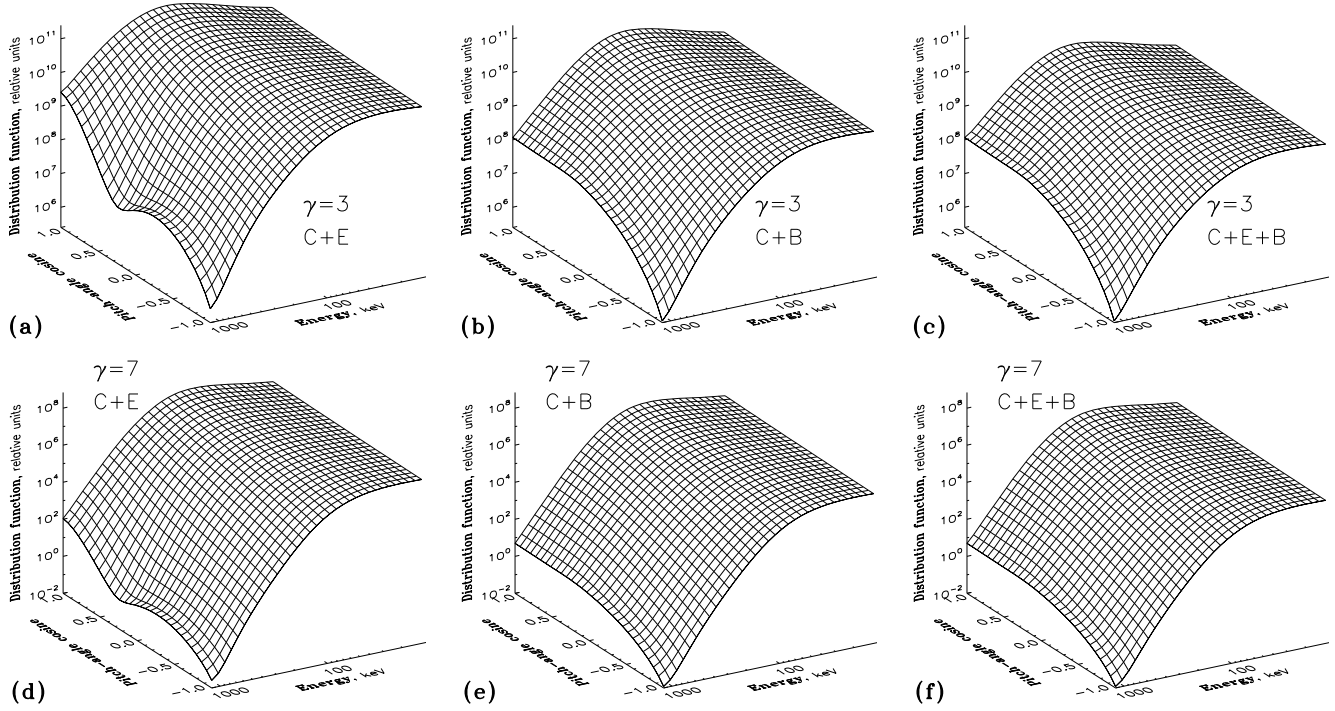 Distribution function, relative units
10¹¹
10¹⁰
10⁹
10⁸
10⁷
10⁶
1.0
0.5
0.0
−0.5
−1.0
Pitch−angle cosine
1000
100
Energy, keV
γ=3
C+E
(a)
Distribution function, relative units
10¹¹
10¹⁰
10⁹
10⁸
10⁷
10⁶
1.0
0.5
0.0
−0.5
−1.0
Pitch−angle cosine
1000
100
Energy, keV
γ=3
C+B
(b)
Distribution function, relative units
10¹¹
10¹⁰
10⁹
10⁸
10⁷
10⁶
1.0
0.5
0.0
−0.5
−1.0
Pitch−angle cosine
1000
100
Energy, keV
γ=3
C+E+B
(c)
γ=7
C+E
Distribution function, relative units
10⁸
10⁶
10⁴
10²
10⁰
10⁻²
1.0
0.5
0.0
−0.5
−1.0
Pitch−angle cosine
1000
100
Energy, keV
(d)
γ=7
C+B
Distribution function, relative units
10⁸
10⁶
10⁴
10²
10⁰
10⁻²
1.0
0.5
0.0
−0.5
−1.0
Pitch−angle cosine
1000
100
Energy, keV
(e)
γ=7
C+E+B
Distribution function, relative units
10⁸
10⁶
10⁴
10²
10⁰
10⁻²
1.0
0.5
0.0
−0.5
−1.0
Pitch−angle cosine
1000
100
Energy, keV
(f)